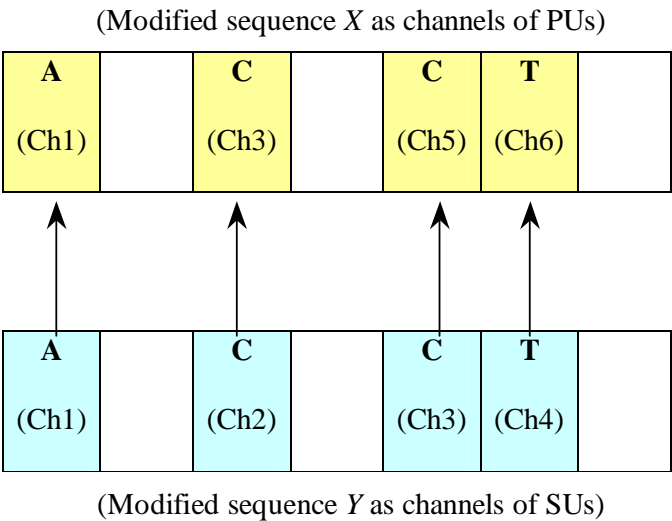 (Modified sequence X as channels of PUs)
A C C T
(Ch1) (Ch3) (Ch5) (Ch6)
A C C T
(Ch1) (Ch2) (Ch3) (Ch4)
(Modified sequence Y as channels of SUs)